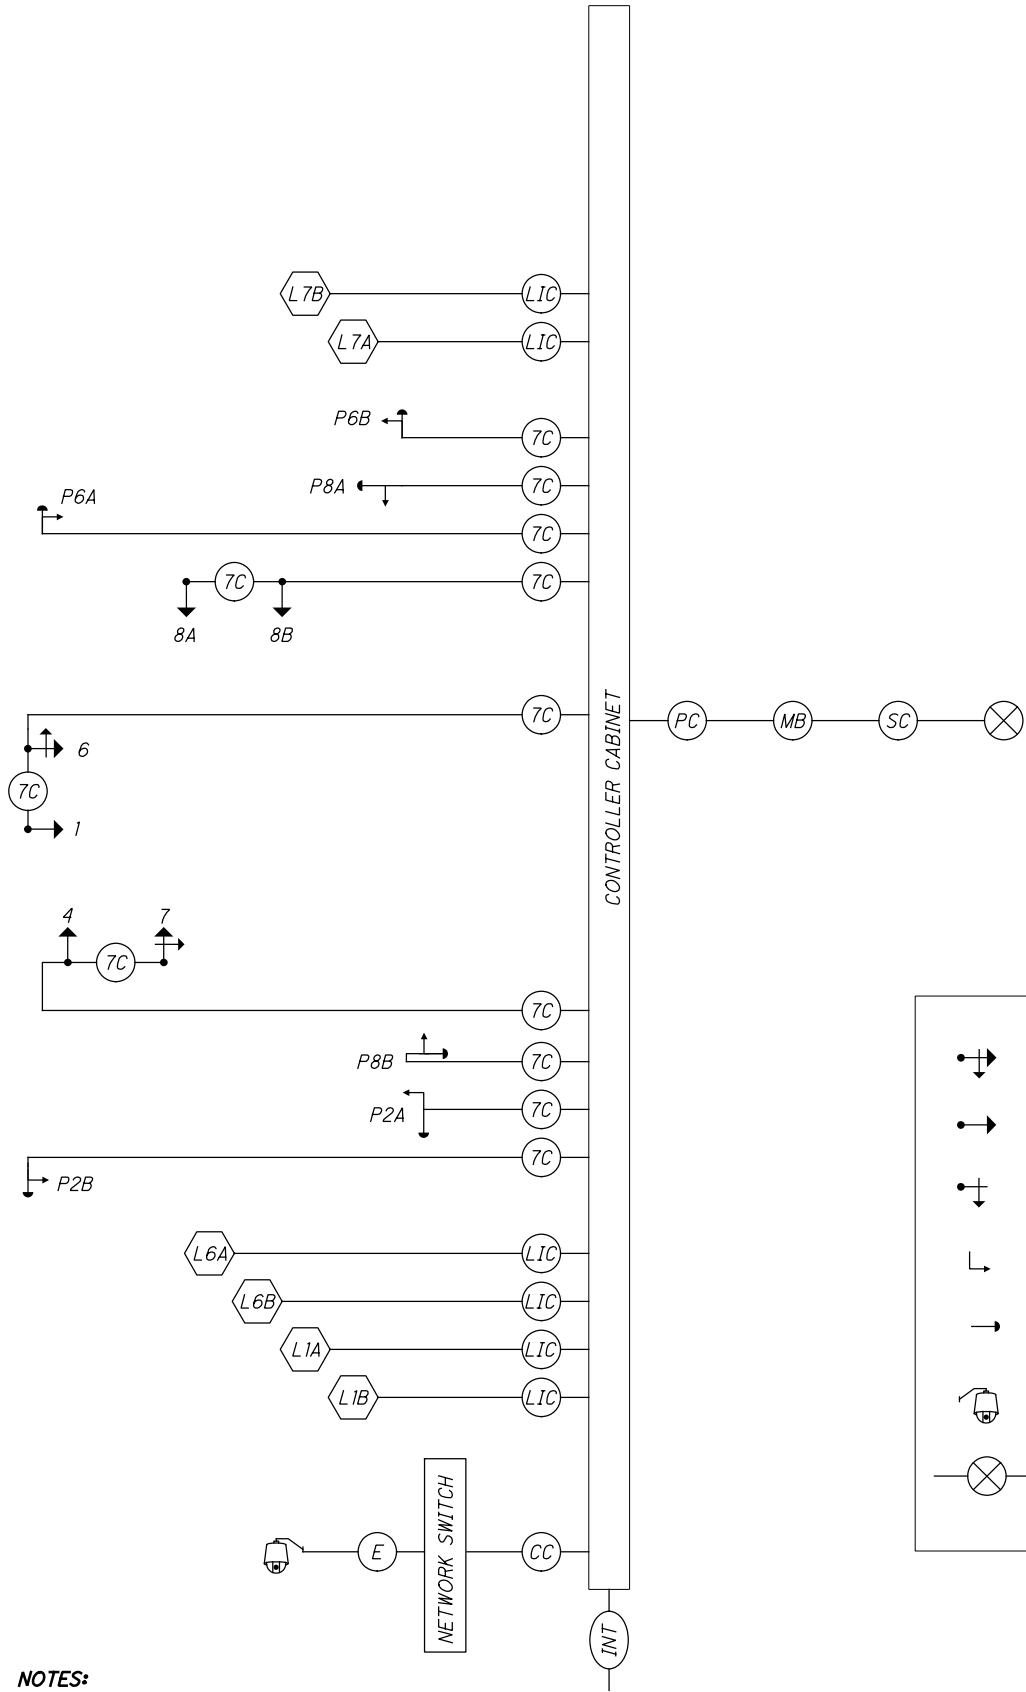 L7B LIC
L7A LIC
P6B 7C
P8A 7C
P6A 7C
7C 7C
8A 8B
7C
6
7C
1
CONTROLLER CABINET
PC MB SC
4 7
7C
7C
P8B 7C
P2A 7C
7C
P2B
L6A LIC
L6B LIC
L1A LIC
L1B LIC
NETWORK SWITCH
E CC
INT
NOTES: